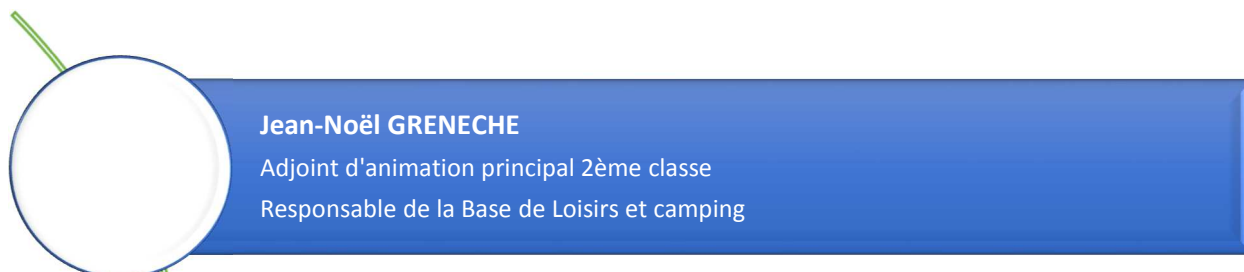 Jean-Noël GRENECHE
Adjoint d'animation principal 2ème classe
Responsable de la Base de Loisirs et camping